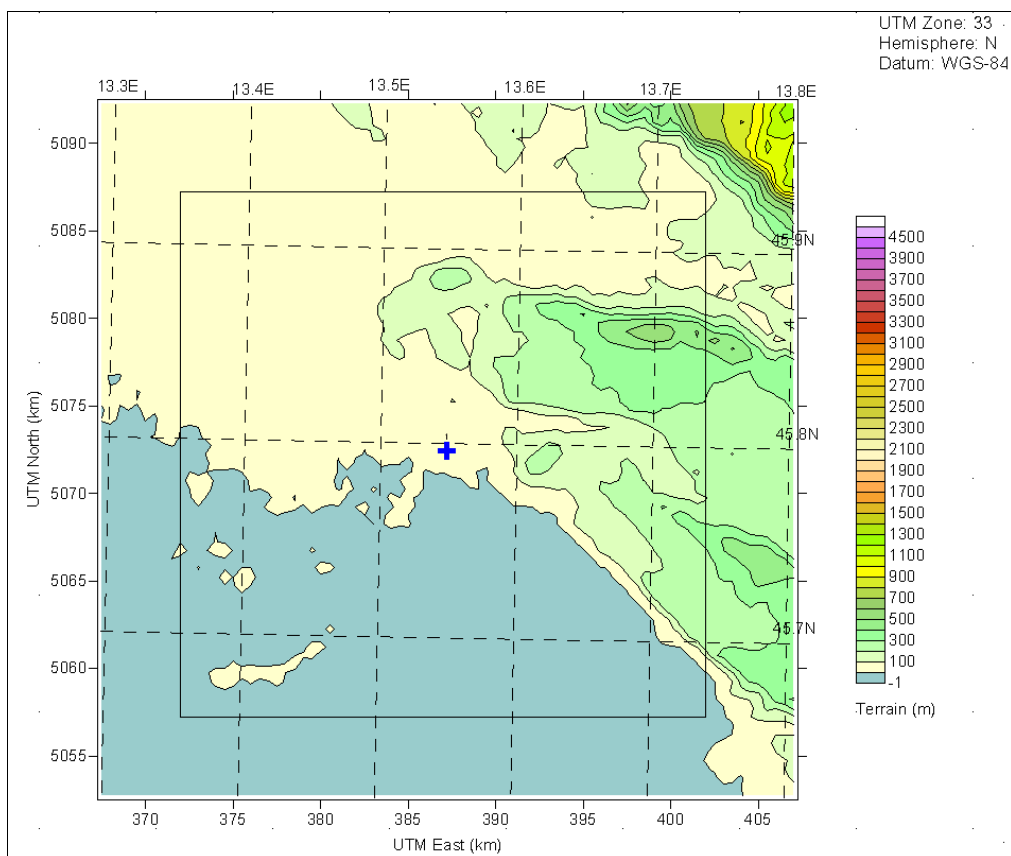 UTM Zone: 33
Hemisphere: N
Datum: WGS-84
13.3E 13.4E 13.5E 13.6E 13.7E 13.8E
5090
5085
5080
5075
5070
5065
5060
5055
UTM North (km)
45.9N
45.8N
45.7N
370 375 380 385 390 395 400 405
UTM East (km)
4500
3900
3700
3500
3300
3100
2900
2700
2500
2300
2100
1900
1700
1500
1300
1100
900
700
500
300
100
-1
Terrain (m)